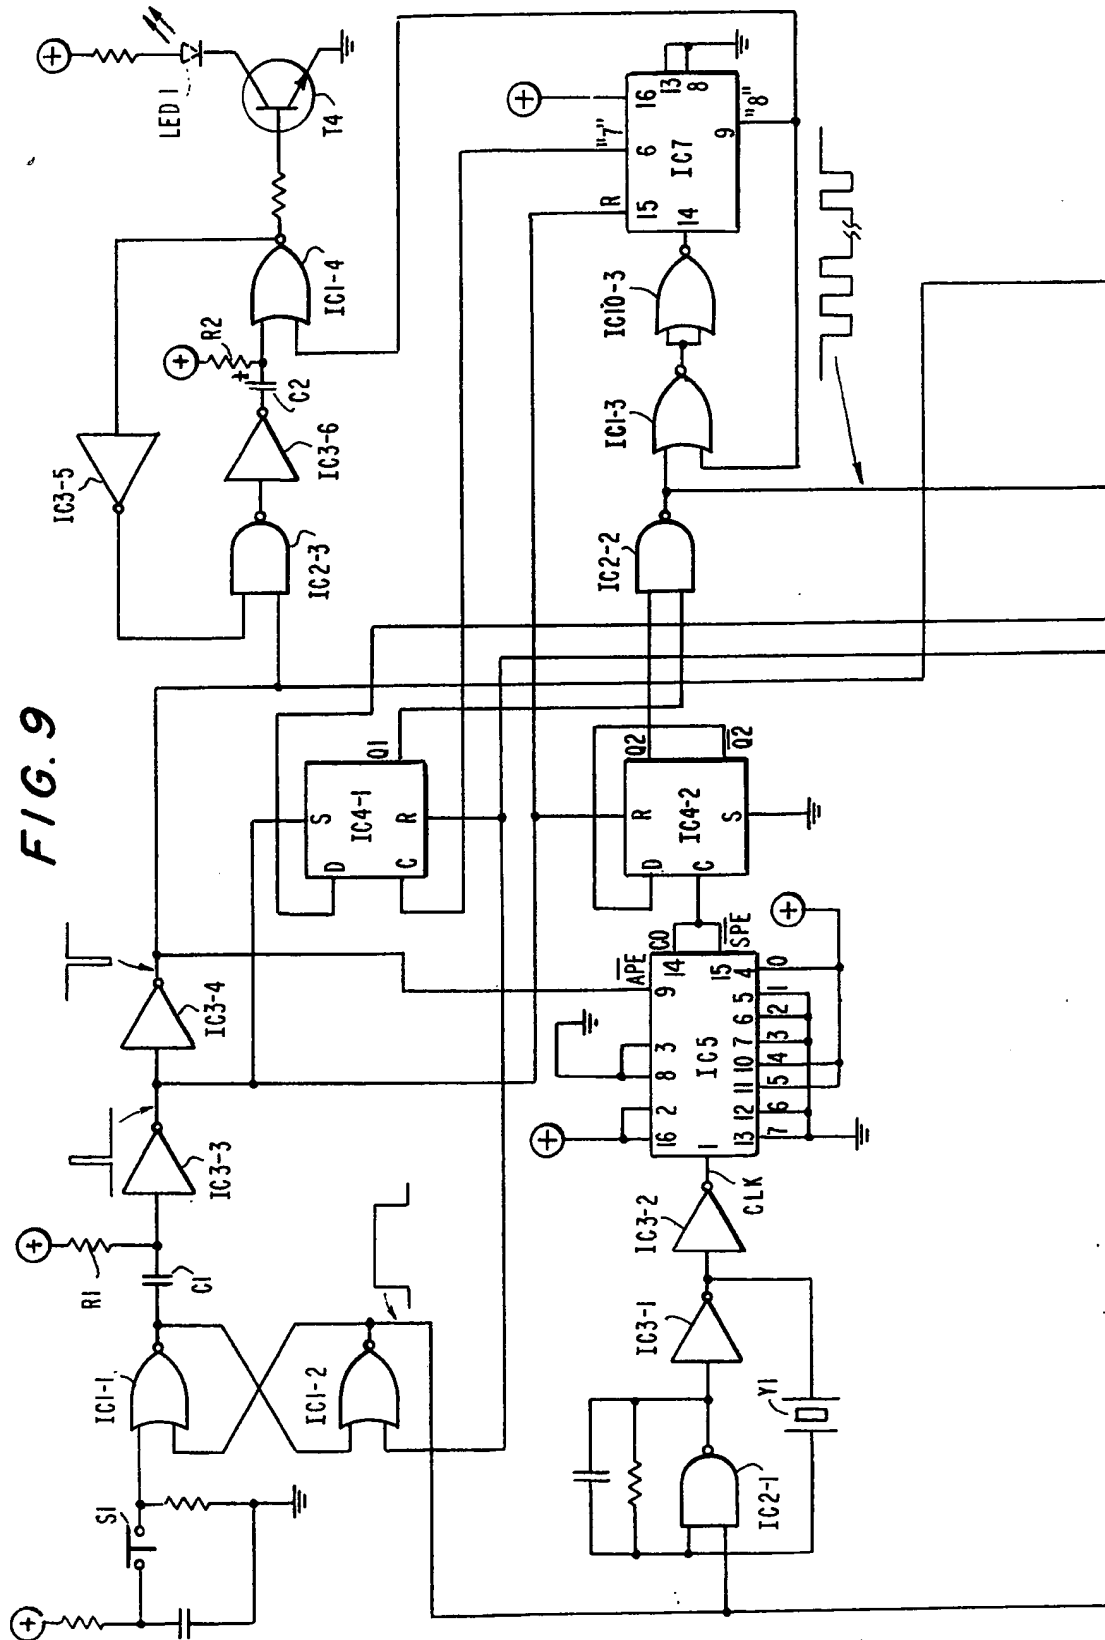 FIG. 9
S1
IC1-1
R1
C1
IC3-3
IC3-4
IC1-2
IC3-5
IC2-3
IC3-6
C2
R2
IC1-4
LED 1
T4
S
D
IC4-1
Q1
C
R
IC2-1
Y1
IC3-1
IC3-2
CLK
16 2 8 3 9 APE
1
IC5
14 CO
15 SPE
13 12 11 10 7 6 5 4
7 6 5 4 3 2 1 0
R
D
IC4-2
Q2
C
Q2
S
IC2-2
IC1-3
IC10-3
R "7"
15 6 16
14
IC7
13
8
9
"8"